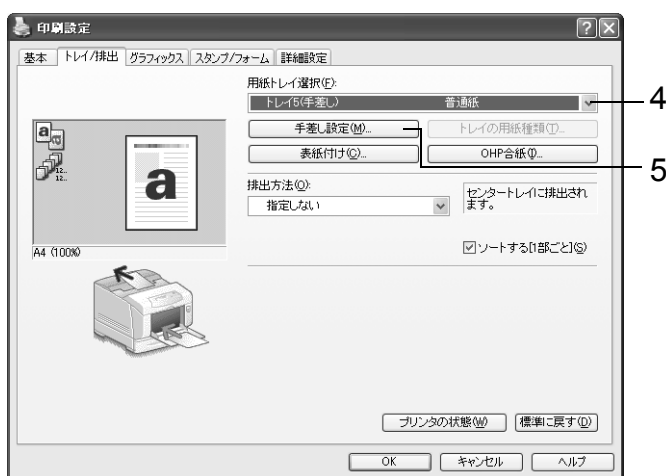 印刷設定
基本 トレイ/排出 グラフィックス スタンプ/フォーム 詳細設定
用紙トレイ選択(F):
トレイ5(手差し) 普通紙
4
手差し設定(M)... トレイの用紙種類(T)...
表紙付け(C)... OHP合紙(I)...
5
a
a
12..
12..
a
排出方法(O):
指定しない
センタートレイに排出され
ます。
A4 (100%)
ソートする[1部ごと](S)
プリンタの状態(W) 標準に戻す(D)
OK キャンセル ヘルプ